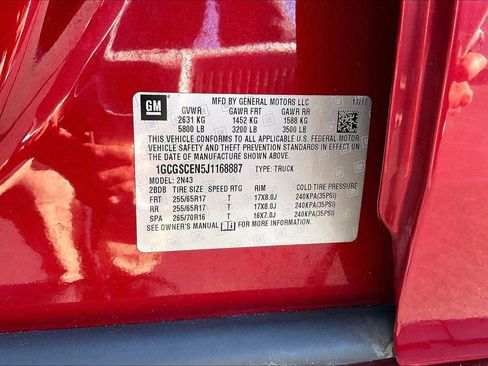 GM
MFD BY GENERAL MOTORS LLC
11/17
GVWR GAWR FRT GAWR RR
2631 KG 1452 KG 1588 KG
5800 LB 3200 LB 3500 LB
THIS VEHICLE CONFORMS TO ALL APPLICABLE U.S. FEDERAL MOTOR
VEHICLE SAFETY AND THEFT PREVENTION STANDARDS IN EFFECT ON
THE DATE OF MANUFACTURE SHOWN ABOVE.
1GCGSCEN5J1168887 TYPE: TRUCK
MODEL: 2N43
2BDB TIRE SIZE SPEED RTG RIM COLD TIRE PRESSURE
FRT 255/65R17 T 17X8.0J 240KPA(35PSI)
RR 255/65R17 T 17X8.0J 240KPA(35PSI)
SPA 265/70R16 T 16X7.0J 240KPA(35PSI)
SEE OWNER'S MANUAL FOR MORE INFORMATION.